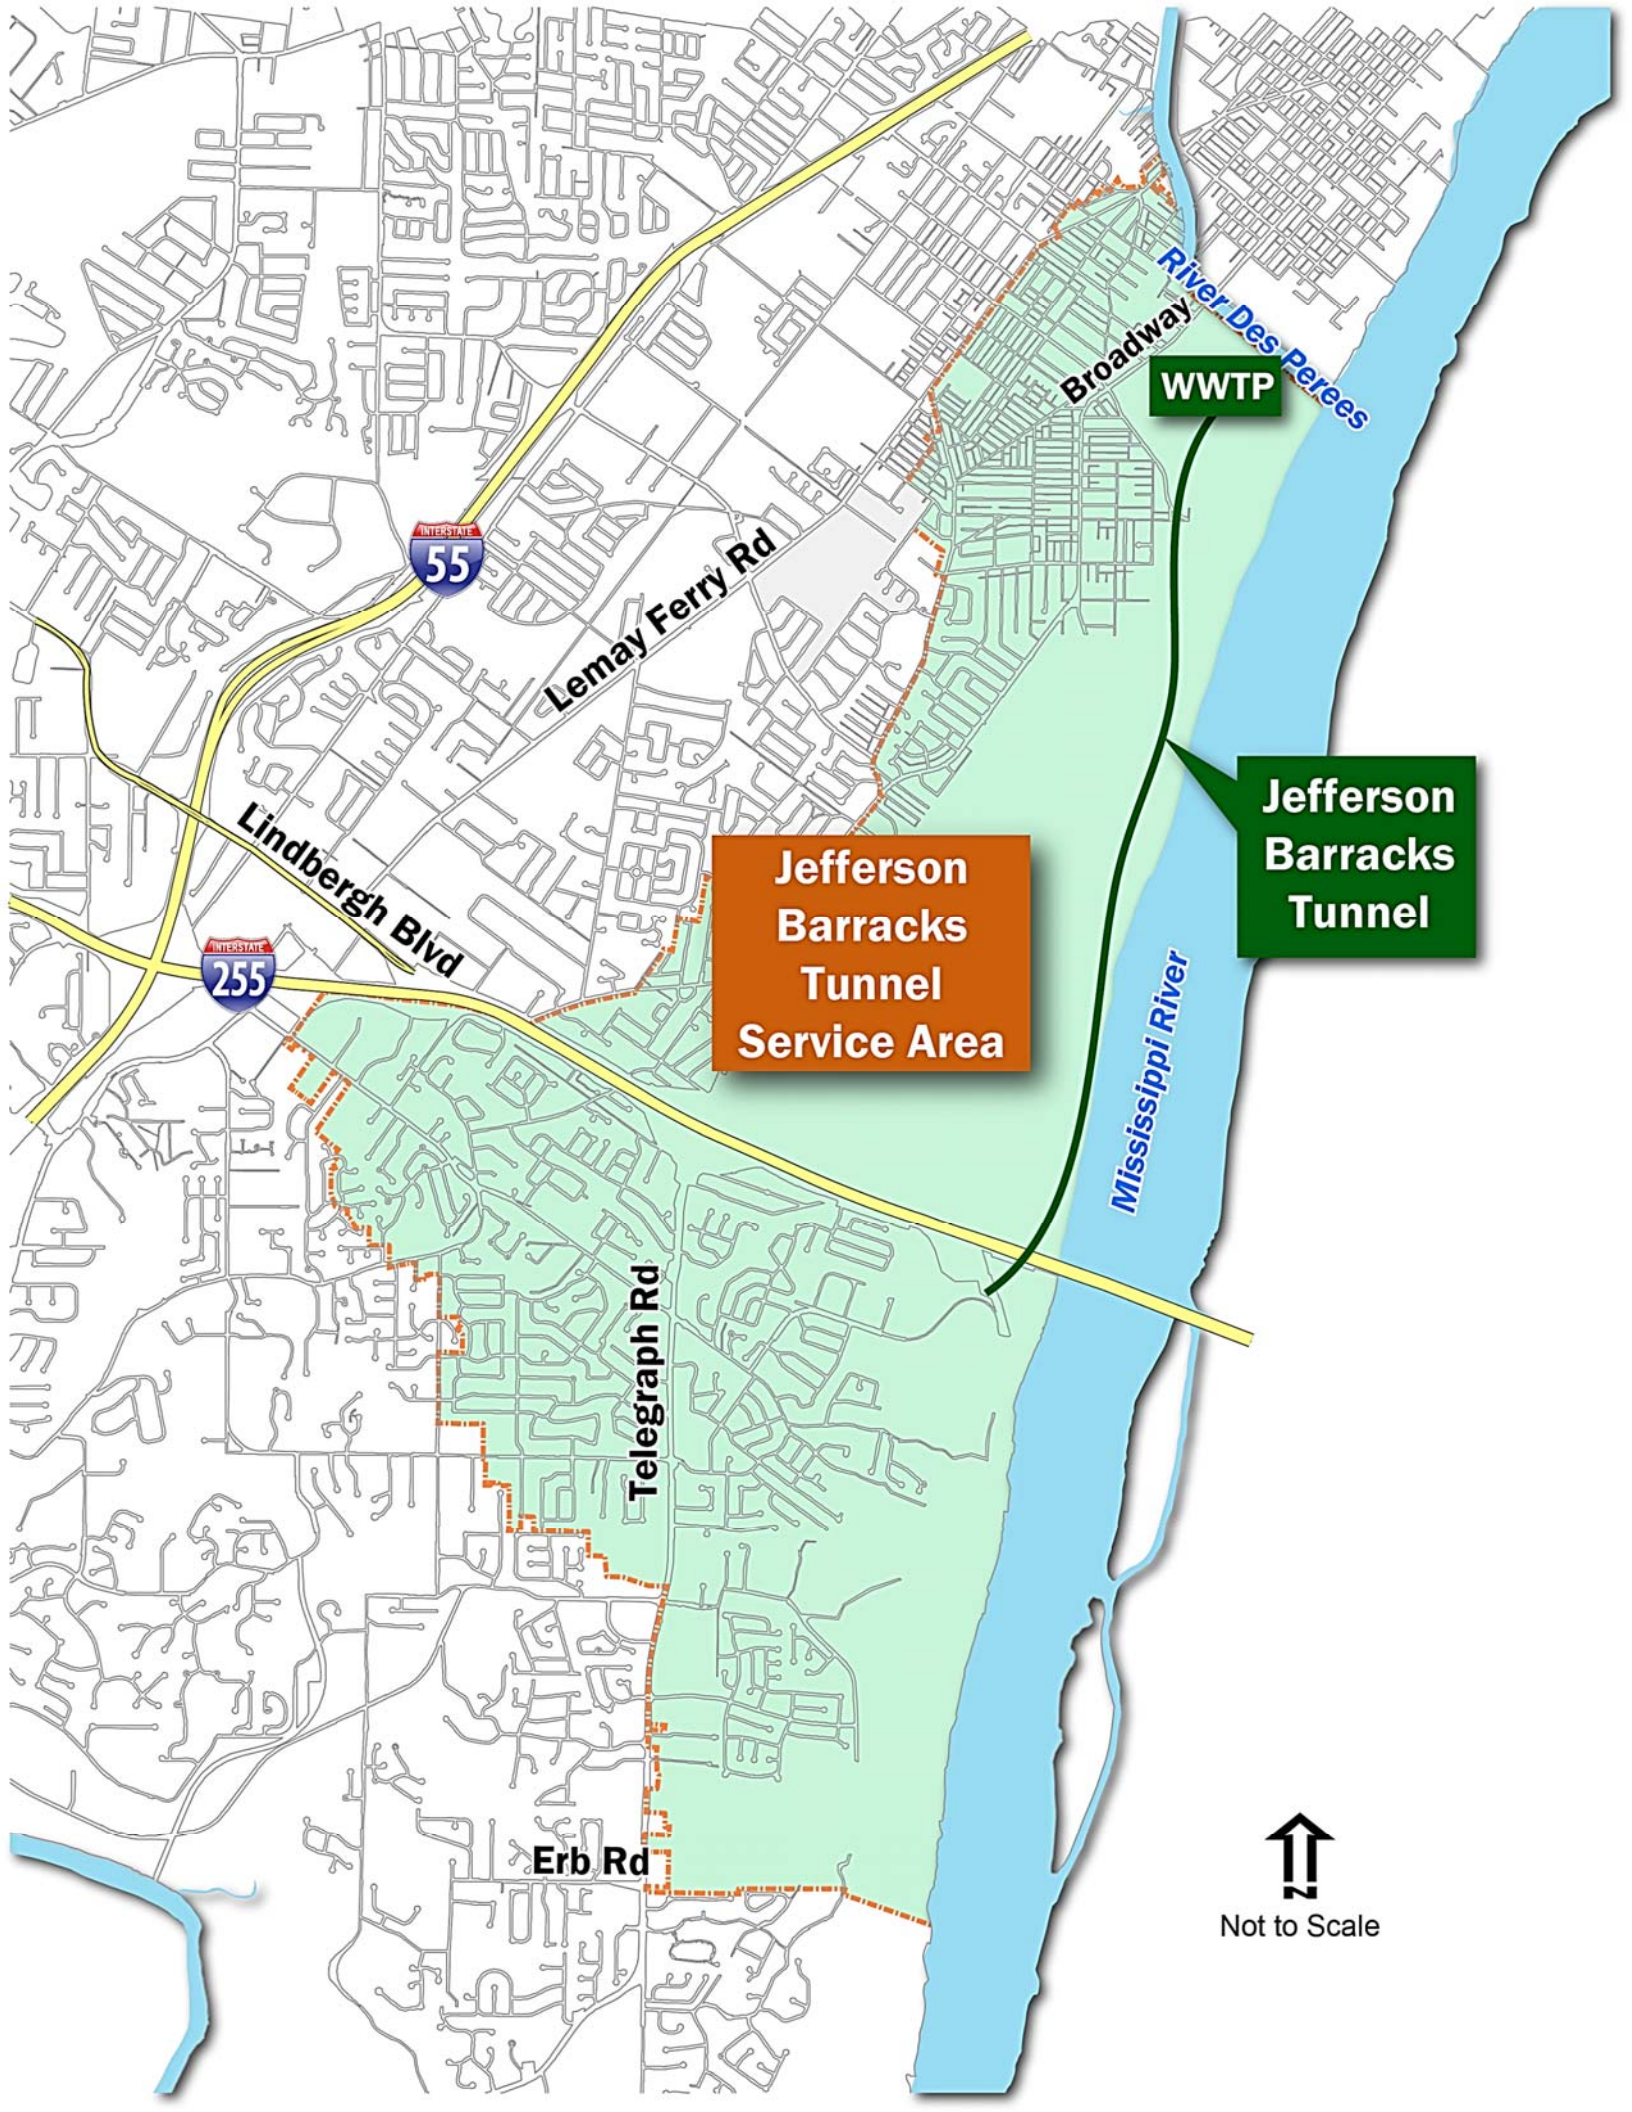 River Des Perees
Broadway
WWTP
INTERSTATE
55
Lemay Ferry Rd
Jefferson
Barracks
Tunnel
Lindbergh Blvd
Jefferson
Barracks
Tunnel
Service Area
INTERSTATE
255
Mississippi River
Telegraph Rd
Erb Rd
N
Not to Scale